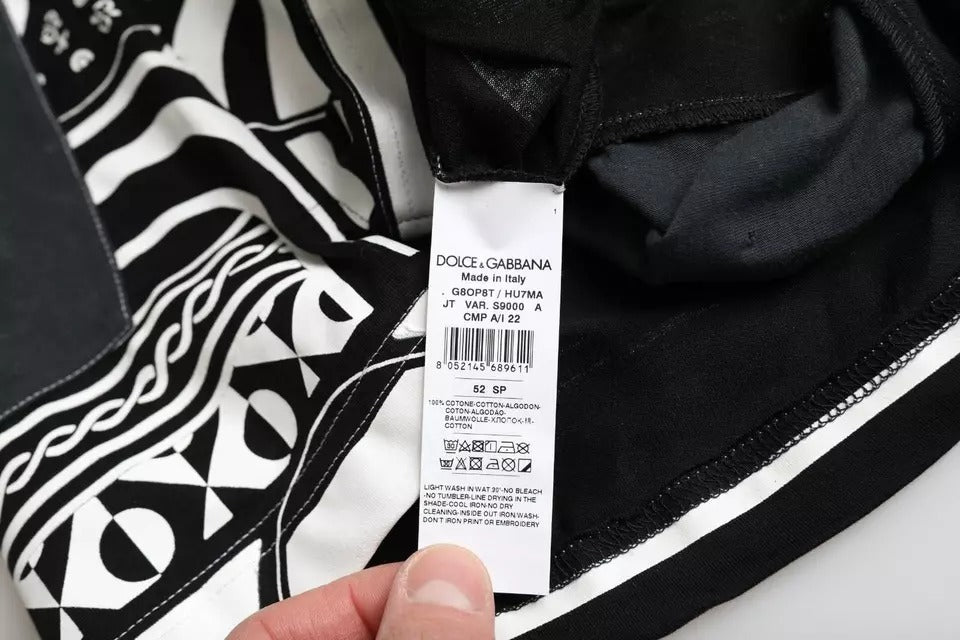 1
DOLCE & GABBANA
Made in Italy
. G8OP8T / HU7MA
JT VAR. S9000 A
CMP A/I 22
8 052145 689611
52 SP
100% COTONE-COTTON-ALGODON-
COTON-ALGODÃO-
BAUMWOLLE-ХЛОПОК-棉-
COTTON
LIGHT WASH IN WAT 30°-NO BLEACH
-NO TUMBLER-LINE DRYING IN THE
SHADE-COOL IRON-NO DRY
CLEANING-INSIDE OUT IRON/WASH-
DON'T IRON PRINT OR EMBROIDERY